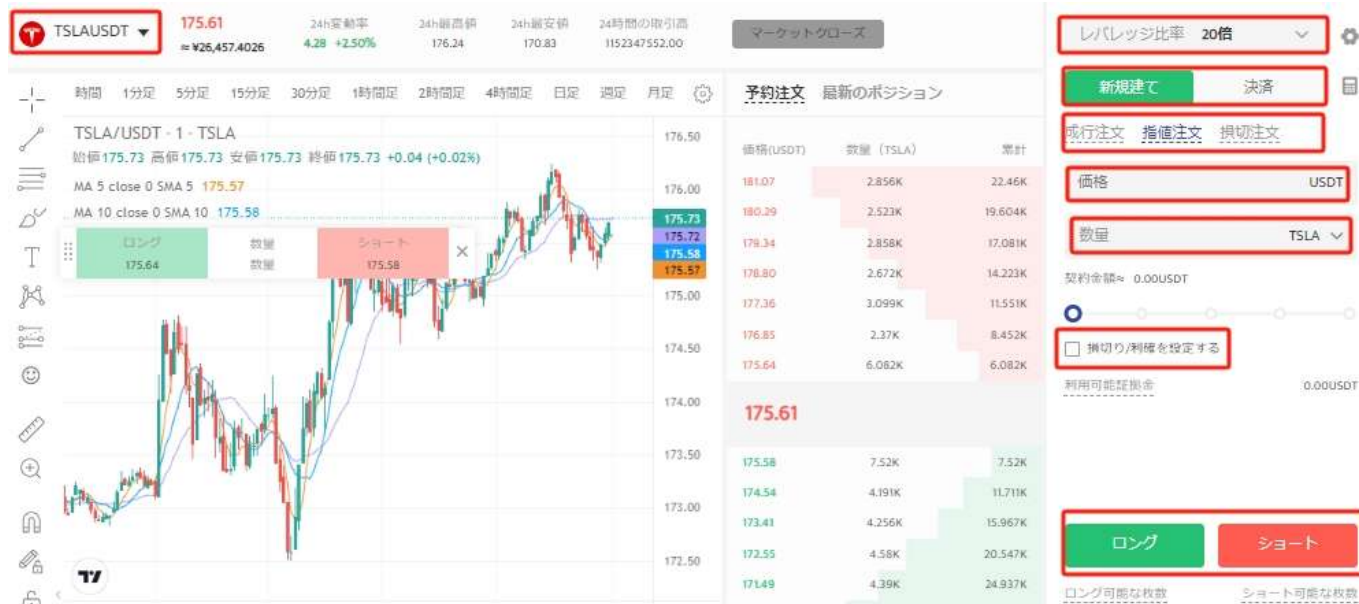 TSLAUSDT
175.61
≈ ¥26,457.4026
24h変動率
4.28 +2.50%
24h最高値
176.24
24h最安値
170.83
24時間の取引高
1152347552.00
マーケットクローズ
レバレッジ比率 20倍
時間 1分足 5分足 15分足 30分足 1時間足 2時間足 4時間足 日足 週足 月足
TSLA/USDT · 1 · TSLA
始値175.73 高値175.73 安値175.73 終値175.73 +0.04 (+0.02%)
MA 5 close 0 SMA 5 175.57
MA 10 close 0 SMA 10 175.58
ロング
175.64
数量
数量
ショート
175.58
176.50
176.00
175.73
175.72
175.58
175.57
175.00
174.50
174.00
173.50
173.00
172.50
予約注文 最新のポジション
価格(USDT) 数量 (TSLA) 累計
181.07 2.856K 22.46K
180.29 2.523K 19.604K
179.34 2.858K 17.081K
178.80 2.672K 14.223K
177.36 3.099K 11.551K
176.85 2.37K 8.452K
175.64 6.082K 6.082K
175.61
175.58 7.52K 7.52K
174.54 4.191K 11.711K
173.41 4.256K 15.967K
172.55 4.58K 20.547K
171.49 4.39K 24.937K
新規建て 決済
成行注文 指値注文 損切注文
価格 USDT
数量 TSLA
契約金額≈ 0.00USDT
損切り/利確を設定する
利用可能証拠金 0.00USDT
ロング ショート
ロング可能な枚数 ショート可能な枚数